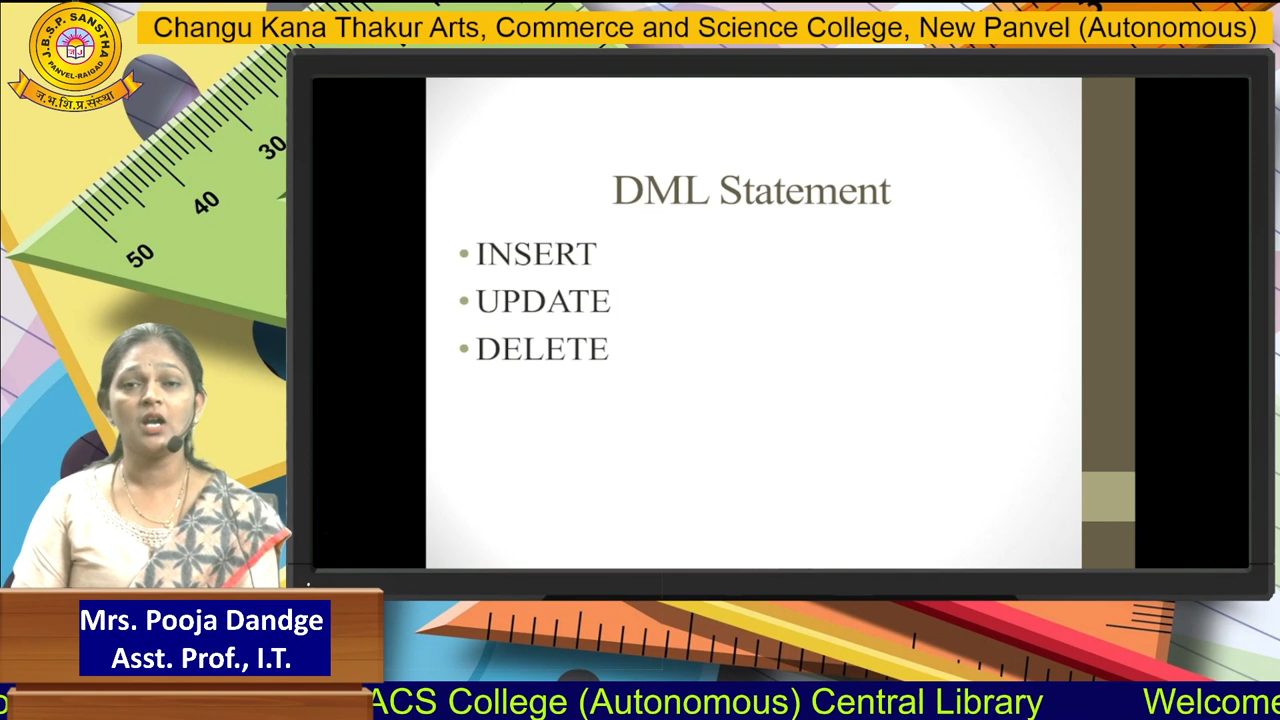 Changu Kana Thakur Arts, Commerce and Science College, New Panvel (Autonomous)
J.B.S.P. SANSTHA
PANVEL-RAIGAD
ज.भ.शि.प्र.संस्था
30
40
50
DML Statement
• INSERT
• UPDATE
• DELETE
Mrs. Pooja Dandge
Asst. Prof., I.T.
ACS College (Autonomous) Central Library Welcome